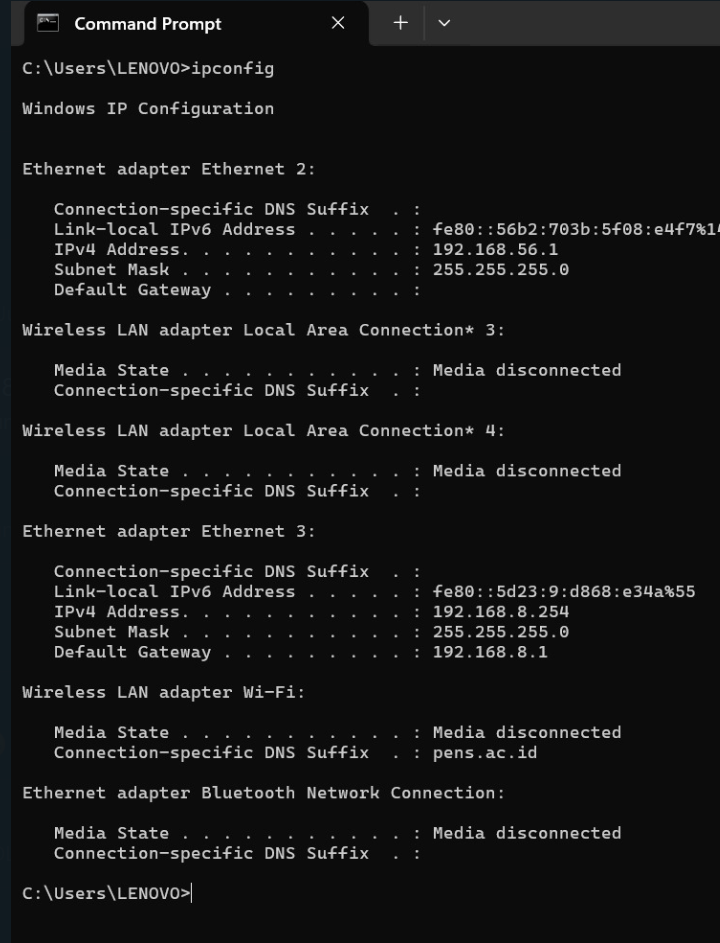 Command Prompt
C:\Users\LENOVO>ipconfig
Windows IP Configuration
Ethernet adapter Ethernet 2:
Connection-specific DNS Suffix  . :
Link-local IPv6 Address . . . . . : fe80::56b2:703b:5f08:e4f7%14
IPv4 Address. . . . . . . . . . . : 192.168.56.1
Subnet Mask . . . . . . . . . . . : 255.255.255.0
Default Gateway . . . . . . . . . :
Wireless LAN adapter Local Area Connection* 3:
Media State . . . . . . . . . . . : Media disconnected
Connection-specific DNS Suffix  . :
Wireless LAN adapter Local Area Connection* 4:
Media State . . . . . . . . . . . : Media disconnected
Connection-specific DNS Suffix  . :
Ethernet adapter Ethernet 3:
Connection-specific DNS Suffix  . :
Link-local IPv6 Address . . . . . : fe80::5d23:9:d868:e34a%55
IPv4 Address. . . . . . . . . . . : 192.168.8.254
Subnet Mask . . . . . . . . . . . : 255.255.255.0
Default Gateway . . . . . . . . . : 192.168.8.1
Wireless LAN adapter Wi-Fi:
Media State . . . . . . . . . . . : Media disconnected
Connection-specific DNS Suffix  . : pens.ac.id
Ethernet adapter Bluetooth Network Connection:
Media State . . . . . . . . . . . : Media disconnected
Connection-specific DNS Suffix  . :
C:\Users\LENOVO>